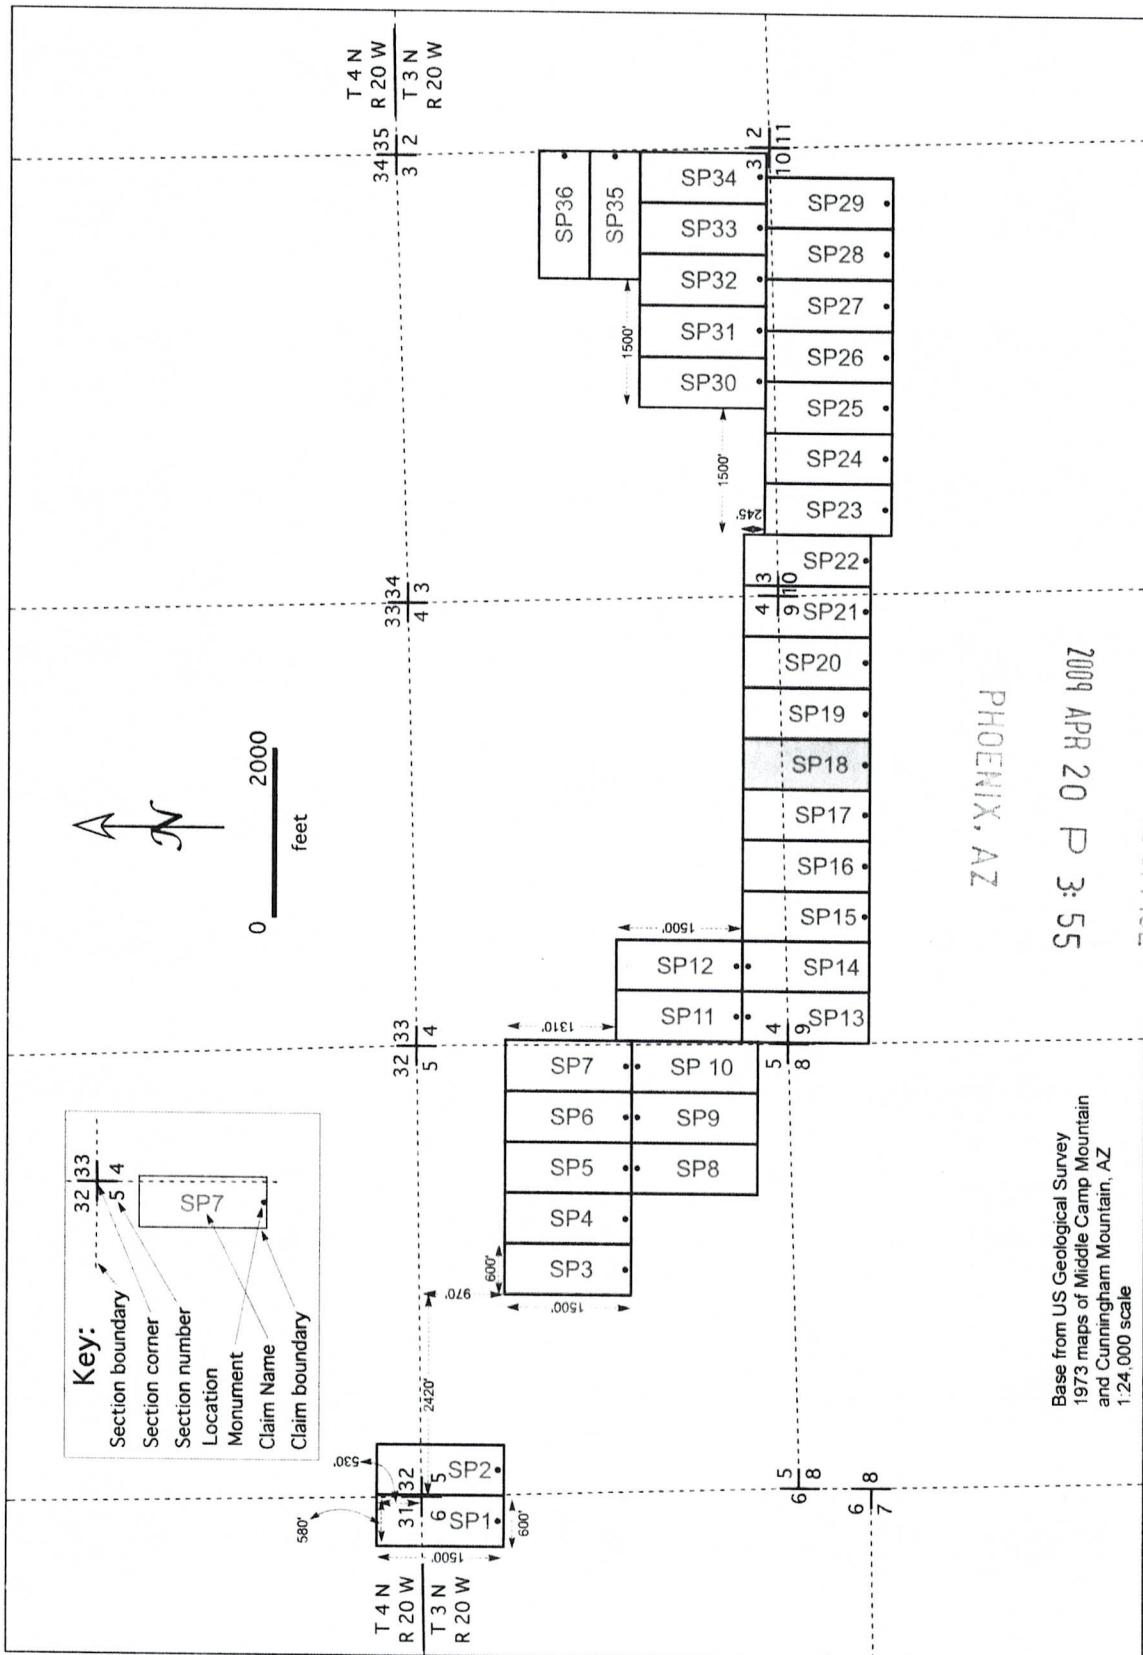 Key:
Section boundary
Section corner
Section number
Location
Monument
Claim Name
Claim boundary
32 33
5 4
SP7
N
0 2000
feet
T 4 N
R 20 W
T 3 N
R 20 W
T 4 N
R 20 W
T 3 N
R 20 W
31 32
6 5
32 33
5 4
33 34
4 3
34 35
3 2
5
6 8
6 8
7
5 4
8 9
4 3
9 10
3 2
10 11
580'
530'
1500'
600'
2420'
970'
600'
1500'
1310'
1500'
245'
1500'
1500'
SP1
SP2
SP3
SP4
SP5
SP6
SP7
SP8
SP9
SP 10
SP11
SP12
SP13
SP14
SP15
SP16
SP17
SP18
SP19
SP20
SP21
SP22
SP23
SP24
SP25
SP26
SP27
SP28
SP29
SP30
SP31
SP32
SP33
SP34
SP35
SP36
Base from US Geological Survey
1973 maps of Middle Camp Mountain
and Cunningham Mountain, AZ
1:24,000 scale
2009 APR 20 P 3:55
PHOENIX, AZ